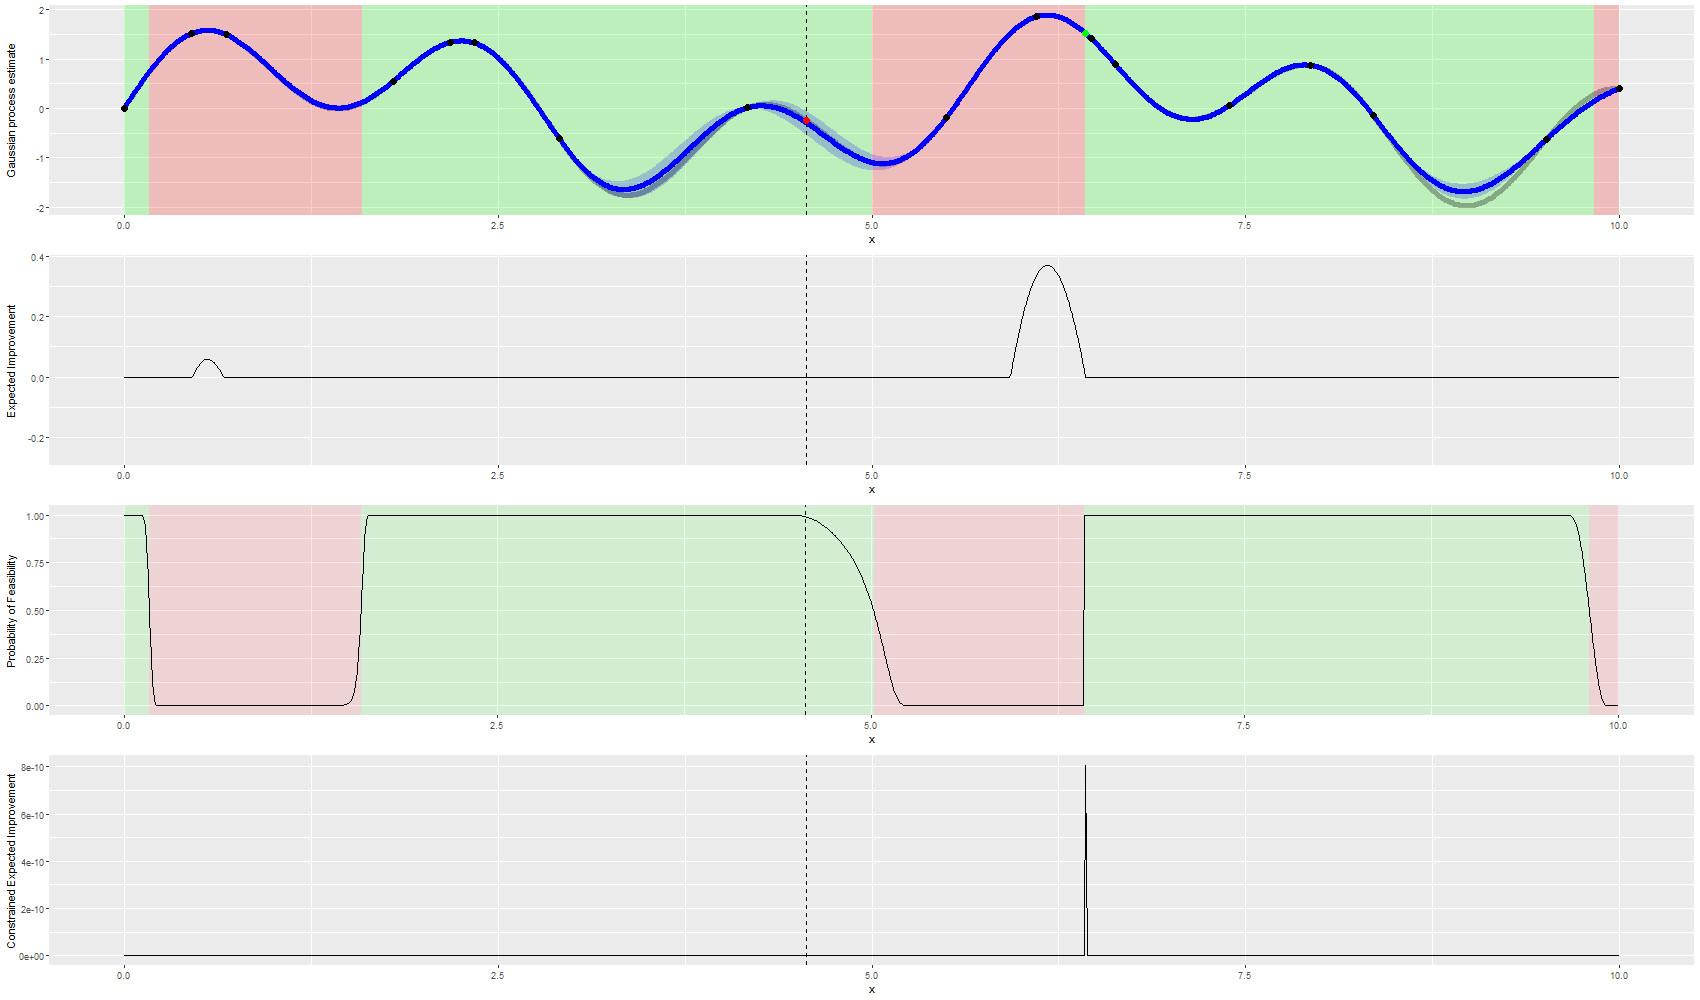 Gaussian process estimate
2
1
0
-1
-2
0.0 2.5 5.0 7.5 10.0
x
Expected Improvement
0.4
0.2
0.0
-0.2
0.0 2.5 5.0 7.5 10.0
x
Probability of Feasibility
1.00
0.75
0.50
0.25
0.00
0.0 2.5 5.0 7.5 10.0
x
Constrained Expected Improvement
8e-10
6e-10
4e-10
2e-10
0e+00
0.0 2.5 5.0 7.5 10.0
x